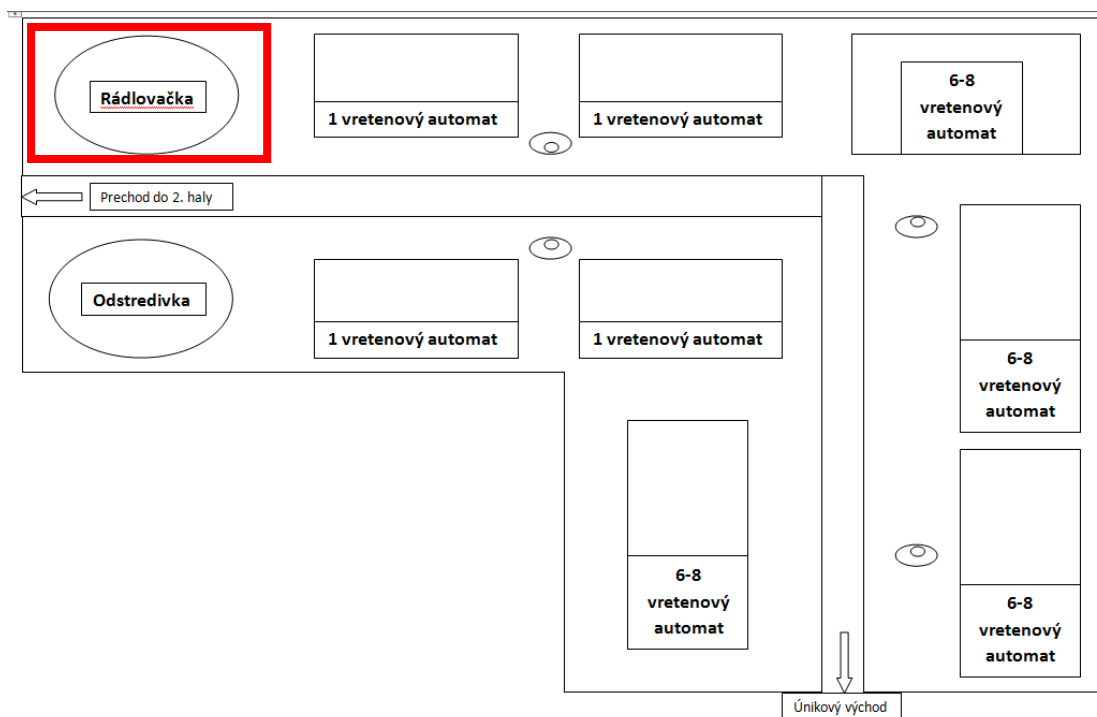 Rádlovačka
1 vretenový automat
1 vretenový automat
6-8
vretenový
automat
Prechod do 2. haly
Odstredivka
1 vretenový automat
1 vretenový automat
6-8
vretenový
automat
6-8
vretenový
automat
6-8
vretenový
automat
Únikový východ